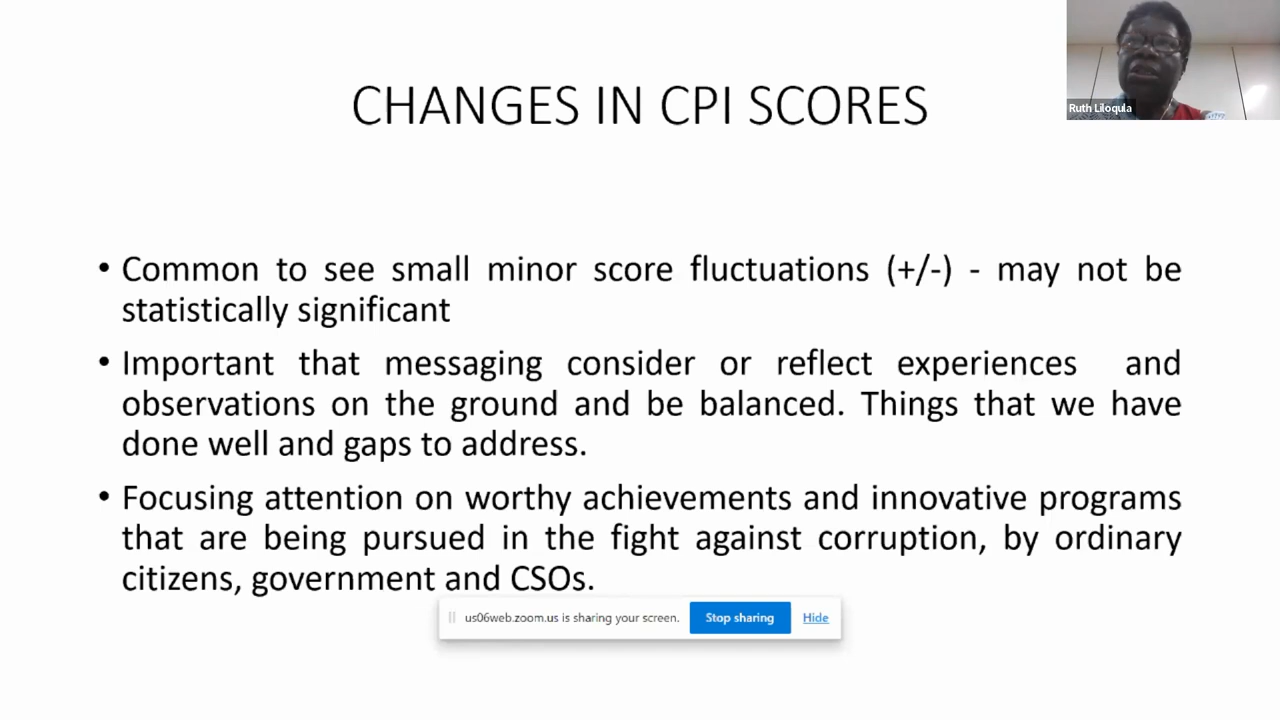 CHANGES IN CPI SCORES
Ruth Liloqula
• Common to see small minor score fluctuations (+/-) - may not be
statistically significant
• Important that messaging consider or reflect experiences and
observations on the ground and be balanced. Things that we have
done well and gaps to address.
• Focusing attention on worthy achievements and innovative programs
that are being pursued in the fight against corruption, by ordinary
citizens, government and CSOs.
us06web.zoom.us is sharing your screen. Stop sharing Hide